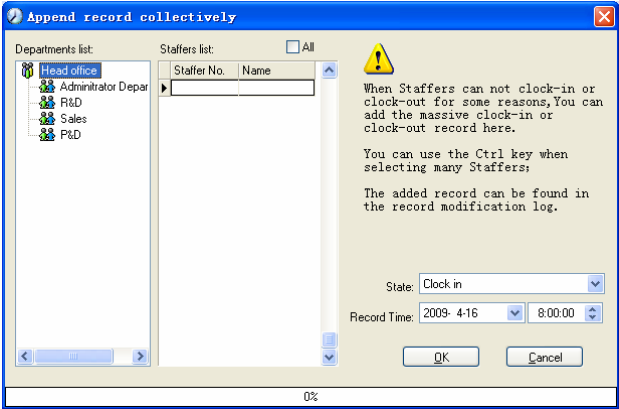 Append record collectively
Departments list:
Head office
Adminitrator Depar
R&D
Sales
P&D
Staffers list:
All
Staffer No. Name
When Staffers can not clock-in or
clock-out for some reasons,You can
add the massive clock-in or
clock-out record here.
You can use the Ctrl key when
selecting many Staffers;
The added record can be found in
the record modification log.
State: Clock in
Record Time: 2009- 4-16 8:00:00
OK Cancel
0%